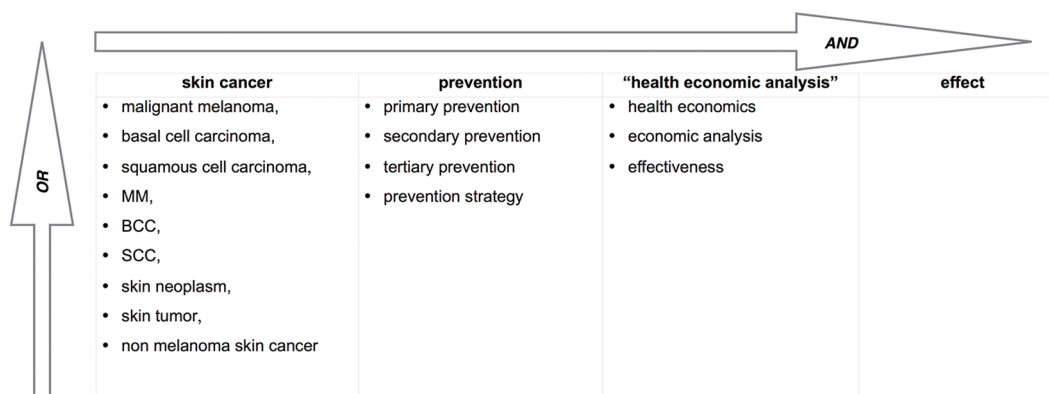 AND
OR
skin cancer
prevention
“health economic analysis”
effect
• malignant melanoma,
• basal cell carcinoma,
• squamous cell carcinoma,
• MM,
• BCC,
• SCC,
• skin neoplasm,
• skin tumor,
• non melanoma skin cancer
• primary prevention
• secondary prevention
• tertiary prevention
• prevention strategy
• health economics
• economic analysis
• effectiveness